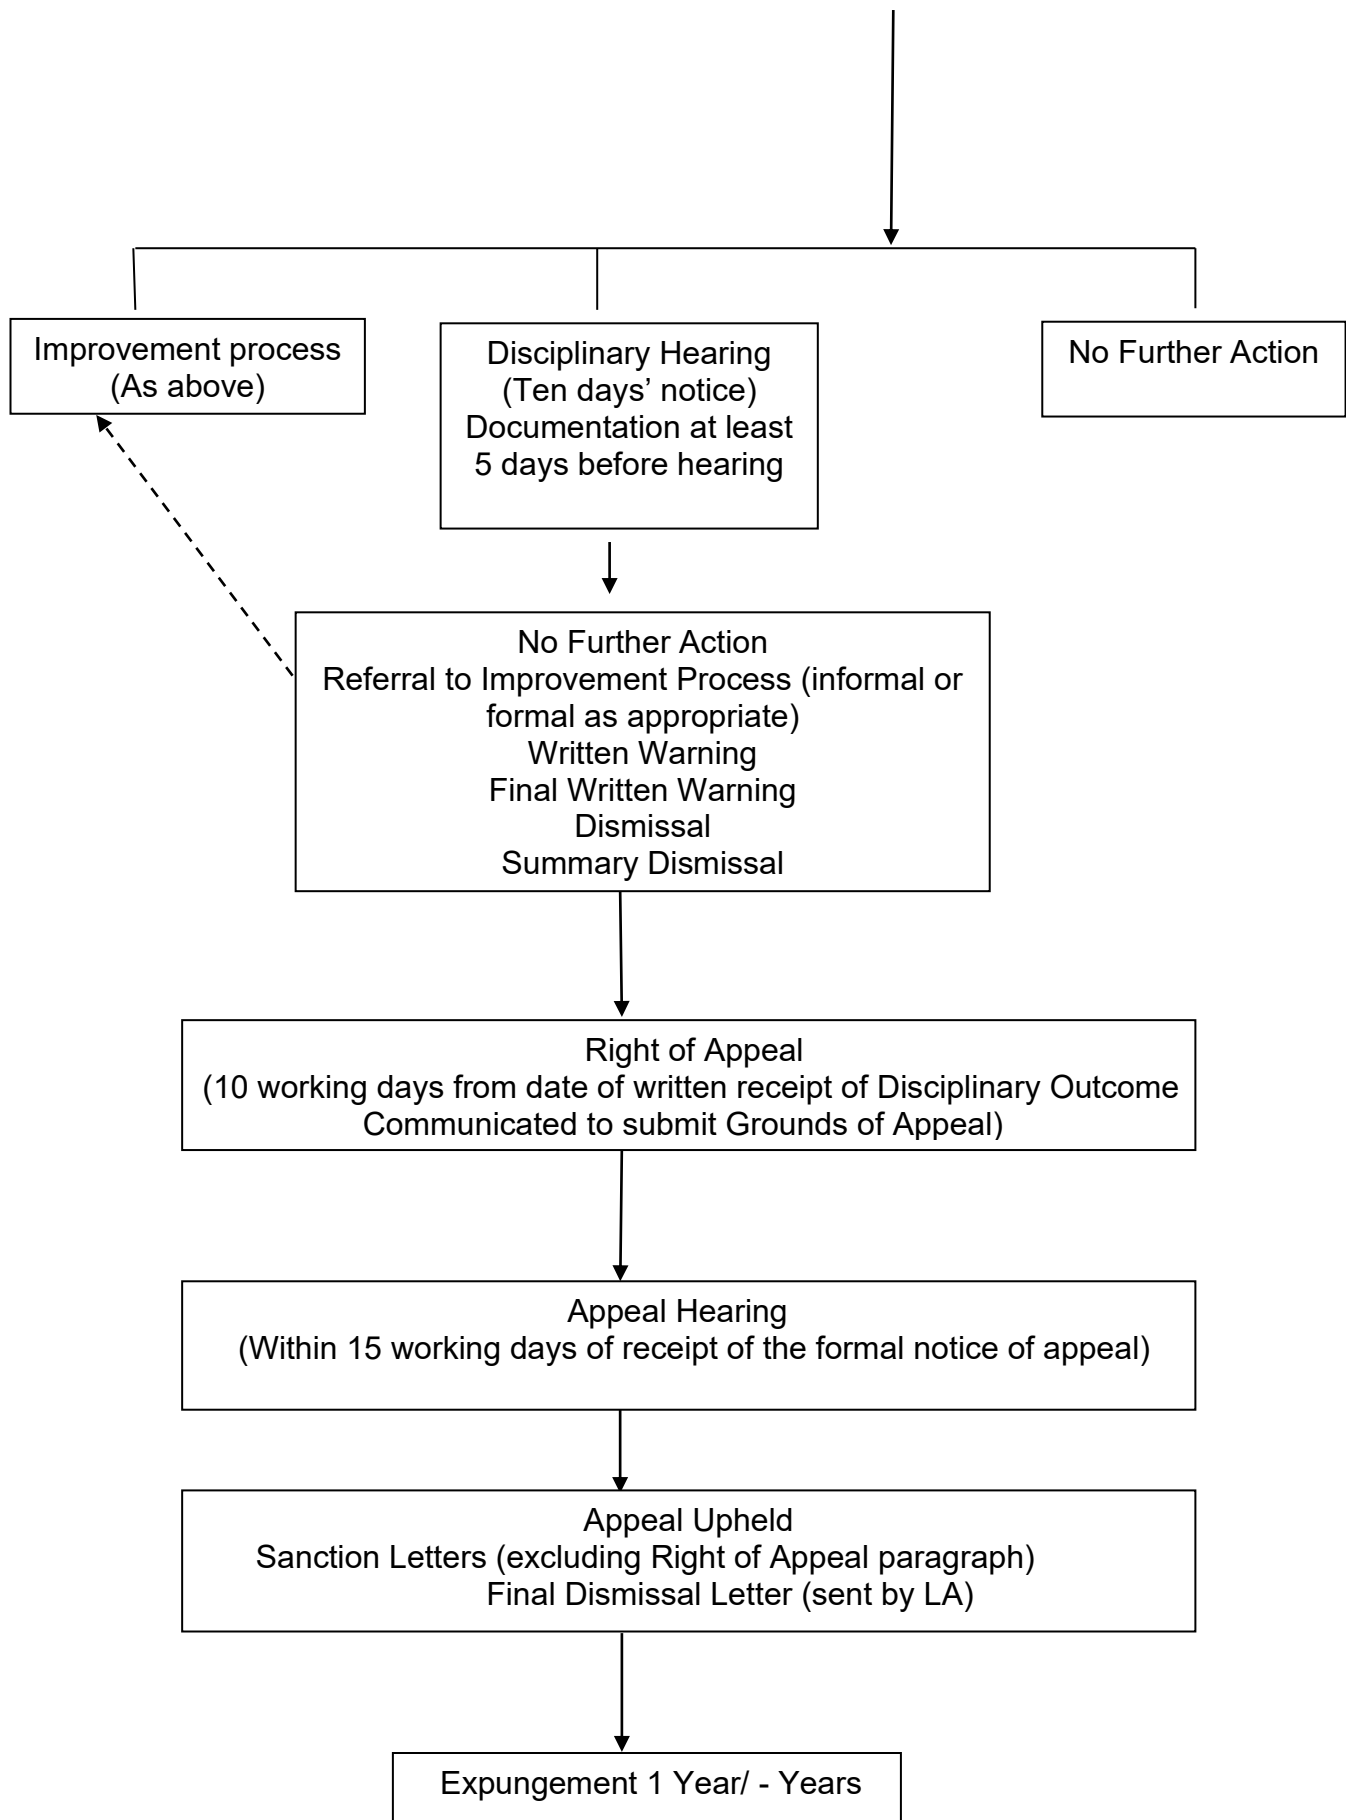 Improvement process
(As above)
Disciplinary Hearing
(Ten days’ notice)
Documentation at least
5 days before hearing
No Further Action
No Further Action
Referral to Improvement Process (informal or
formal as appropriate)
Written Warning
Final Written Warning
Dismissal
Summary Dismissal
Right of Appeal
(10 working days from date of written receipt of Disciplinary Outcome
Communicated to submit Grounds of Appeal)
Appeal Hearing
(Within 15 working days of receipt of the formal notice of appeal)
Appeal Upheld
Sanction Letters (excluding Right of Appeal paragraph)
Final Dismissal Letter (sent by LA)
Expungement 1 Year/ - Years